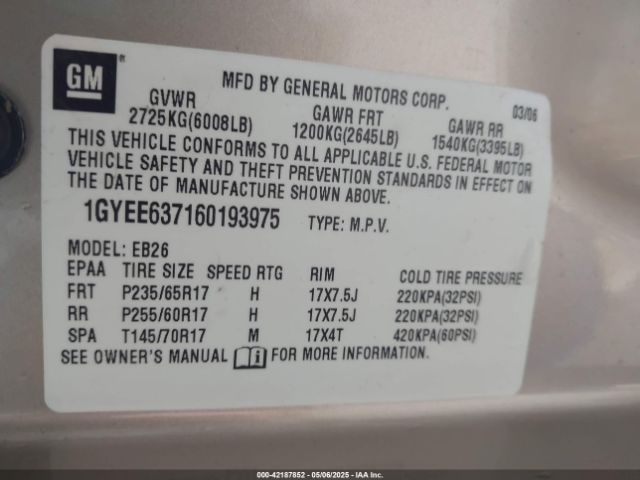 GM
MFD BY GENERAL MOTORS CORP. 03/06
GVWR GAWR FRT GAWR RR
2725KG(6008LB) 1200KG(2645LB) 1540KG(3395LB)
THIS VEHICLE CONFORMS TO ALL APPLICABLE U.S. FEDERAL MOTOR
VEHICLE SAFETY AND THEFT PREVENTION STANDARDS IN EFFECT ON
THE DATE OF MANUFACTURE SHOWN ABOVE.
1GYEE637160193975 TYPE: M.P.V.
MODEL: EB26
EPAA TIRE SIZE SPEED RTG RIM COLD TIRE PRESSURE
FRT P235/65R17 H 17X7.5J 220KPA(32PSI)
RR P255/60R17 H 17X7.5J 220KPA(32PSI)
SPA T145/70R17 M 17X4T 420KPA(60PSI)
SEE OWNER'S MANUAL FOR MORE INFORMATION.
000-42187852 - 05/06/2025 - IAA Inc.